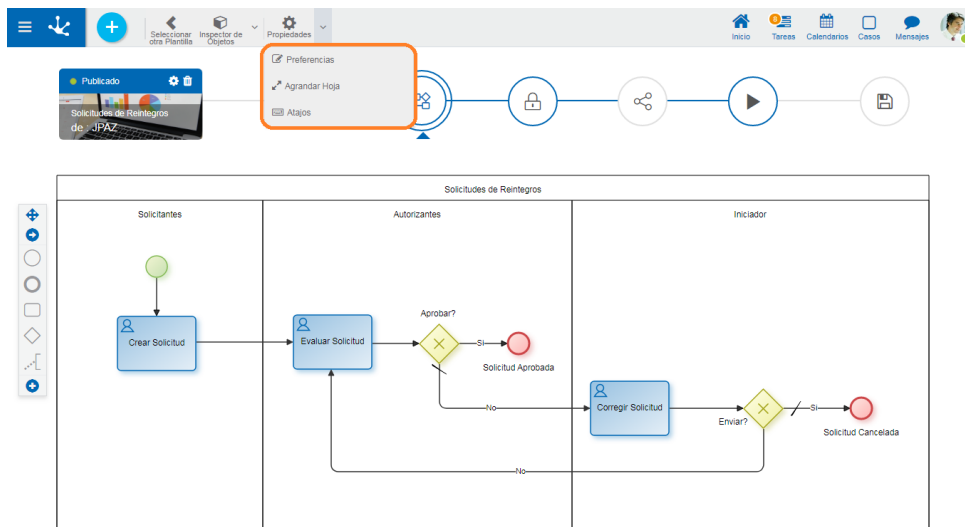 Seleccionar
otra Plantilla
Inspector de
Objetos
Propiedades
Inicio
6
Tareas
Calendarios
Casos
Mensajes
Preferencias
Agrandar Hoja
Atajos
Publicado
Solicitudes de Reintegros
de : JPAZ
Solicitudes de Reintegros
Solicitantes
Autorizantes
Iniciador
Crear Solicitud
Evaluar Solicitud
Aprobar?
Si
Solicitud Aprobada
No
Corregir Solicitud
Enviar?
Si
Solicitud Cancelada
No